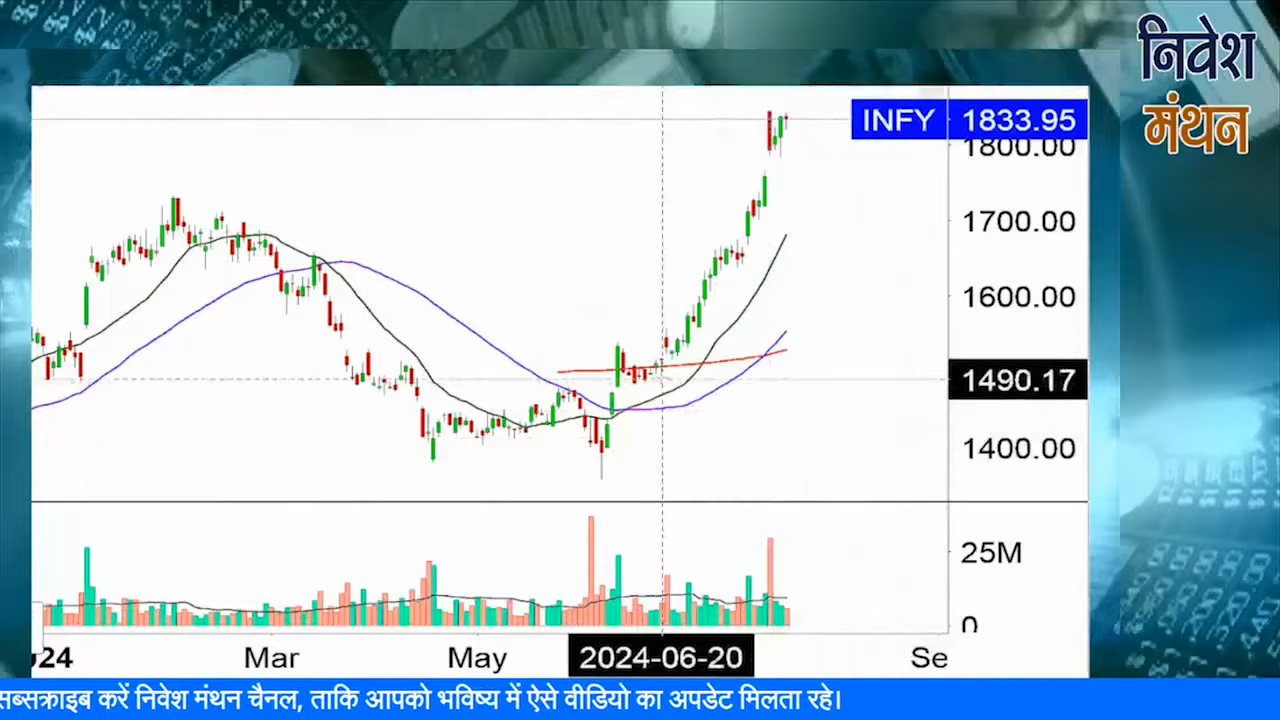 निवेश
मंथन
INFY 1833.95
1800.00
1700.00
1600.00
1490.17
1400.00
25M
0
Mar May 2024-06-20 Se
सब्सक्राइब करें निवेश मंथन चैनल, ताकि आपको भविष्य में ऐसे वीडियो का अपडेट मिलता रहे।